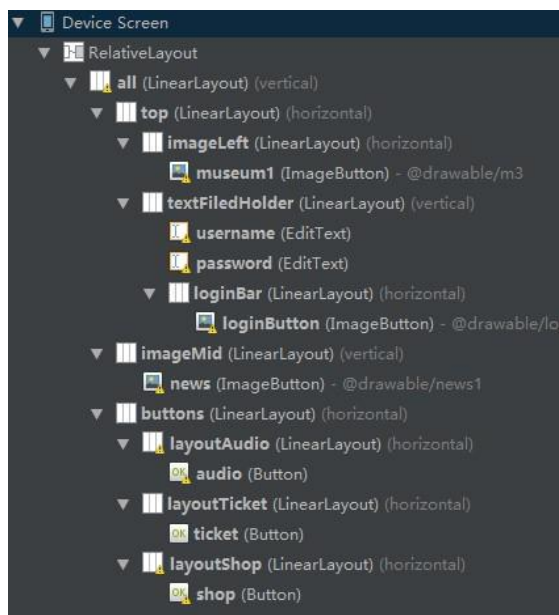 Device Screen
RelativeLayout
all (LinearLayout) (vertical)
top (LinearLayout) (horizontal)
imageLeft (LinearLayout) (horizontal)
museum1 (ImageButton) - @drawable/m3
textFiledHolder (LinearLayout) (vertical)
username (EditText)
password (EditText)
loginBar (LinearLayout) (horizontal)
loginButton (ImageButton) - @drawable/lo
imageMid (LinearLayout) (vertical)
news (ImageButton) - @drawable/news1
buttons (LinearLayout) (horizontal)
layoutAudio (LinearLayout) (horizontal)
OK audio (Button)
layoutTicket (LinearLayout) (horizontal)
OK ticket (Button)
layoutShop (LinearLayout) (horizontal)
OK shop (Button)